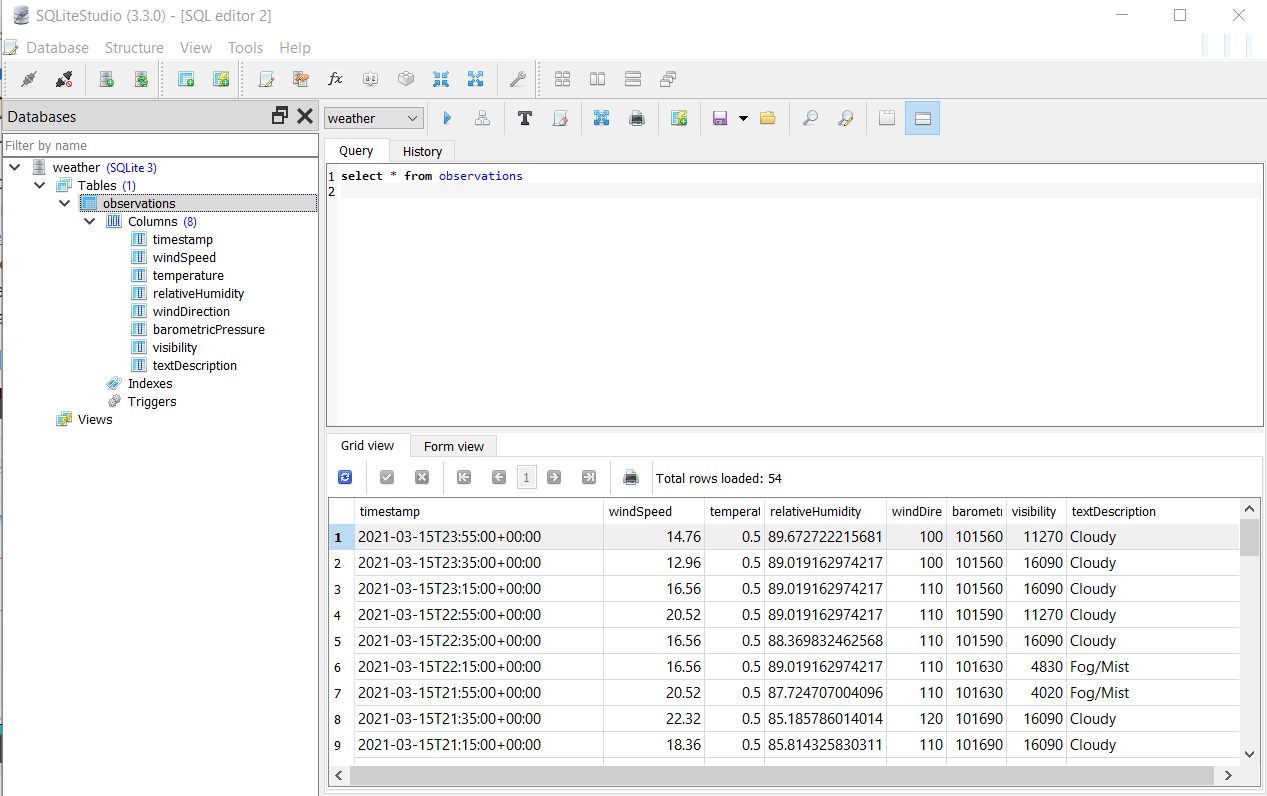 SQLiteStudio (3.3.0) - [SQL editor 2]
Database Structure View Tools Help
Databases
Filter by name
weather (SQLite 3)
Tables (1)
observations
Columns (8)
timestamp
windSpeed
temperature
relativeHumidity
windDirection
barometricPressure
visibility
textDescription
Indexes
Triggers
Views
weather
Query History
1 select * from observations
2
Grid view Form view
1 Total rows loaded: 54
timestamp windSpeed temperat relativeHumidity windDire barometri visibility textDescription
1 2021-03-15T23:55:00+00:00 14.76 0.5 89.672722215681 100 101560 11270 Cloudy
2 2021-03-15T23:35:00+00:00 12.96 0.5 89.019162974217 100 101560 16090 Cloudy
3 2021-03-15T23:15:00+00:00 16.56 0.5 89.019162974217 110 101560 16090 Cloudy
4 2021-03-15T22:55:00+00:00 20.52 0.5 89.019162974217 110 101590 11270 Cloudy
5 2021-03-15T22:35:00+00:00 16.56 0.5 88.369832462568 110 101590 16090 Cloudy
6 2021-03-15T22:15:00+00:00 16.56 0.5 89.019162974217 110 101630 4830 Fog/Mist
7 2021-03-15T21:55:00+00:00 20.52 0.5 87.724707004096 110 101630 4020 Fog/Mist
8 2021-03-15T21:35:00+00:00 22.32 0.5 85.185786014014 120 101690 16090 Cloudy
9 2021-03-15T21:15:00+00:00 18.36 0.5 85.814325830311 110 101690 16090 Cloudy